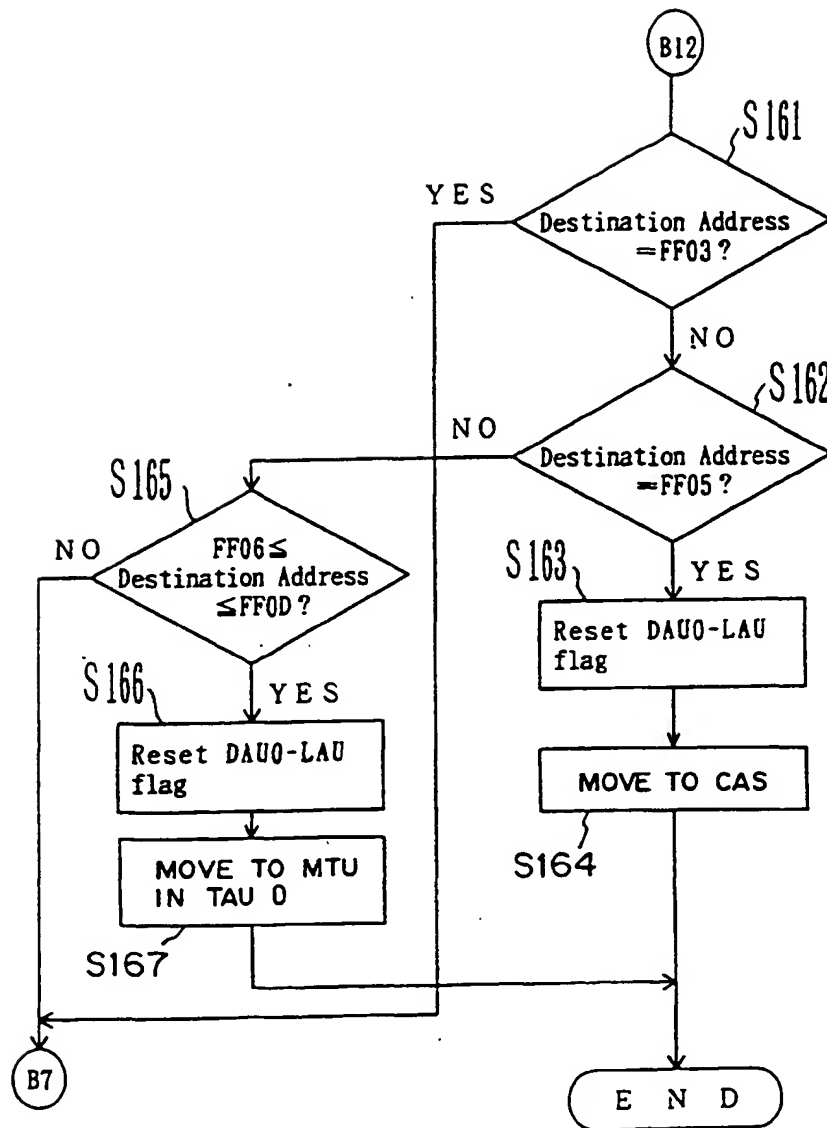 B12
S161
YES
Destination Address
=FF03?
NO
S162
NO
Destination Address
=FF05?
S165
NO
FF06≦
Destination Address
≦FF0D?
S163
YES
Reset DAU0-LAU
flag
S166
YES
Reset DAU0-LAU
flag
MOVE TO CAS
S164
MOVE TO MTU
IN TAU 0
S167
B7
END